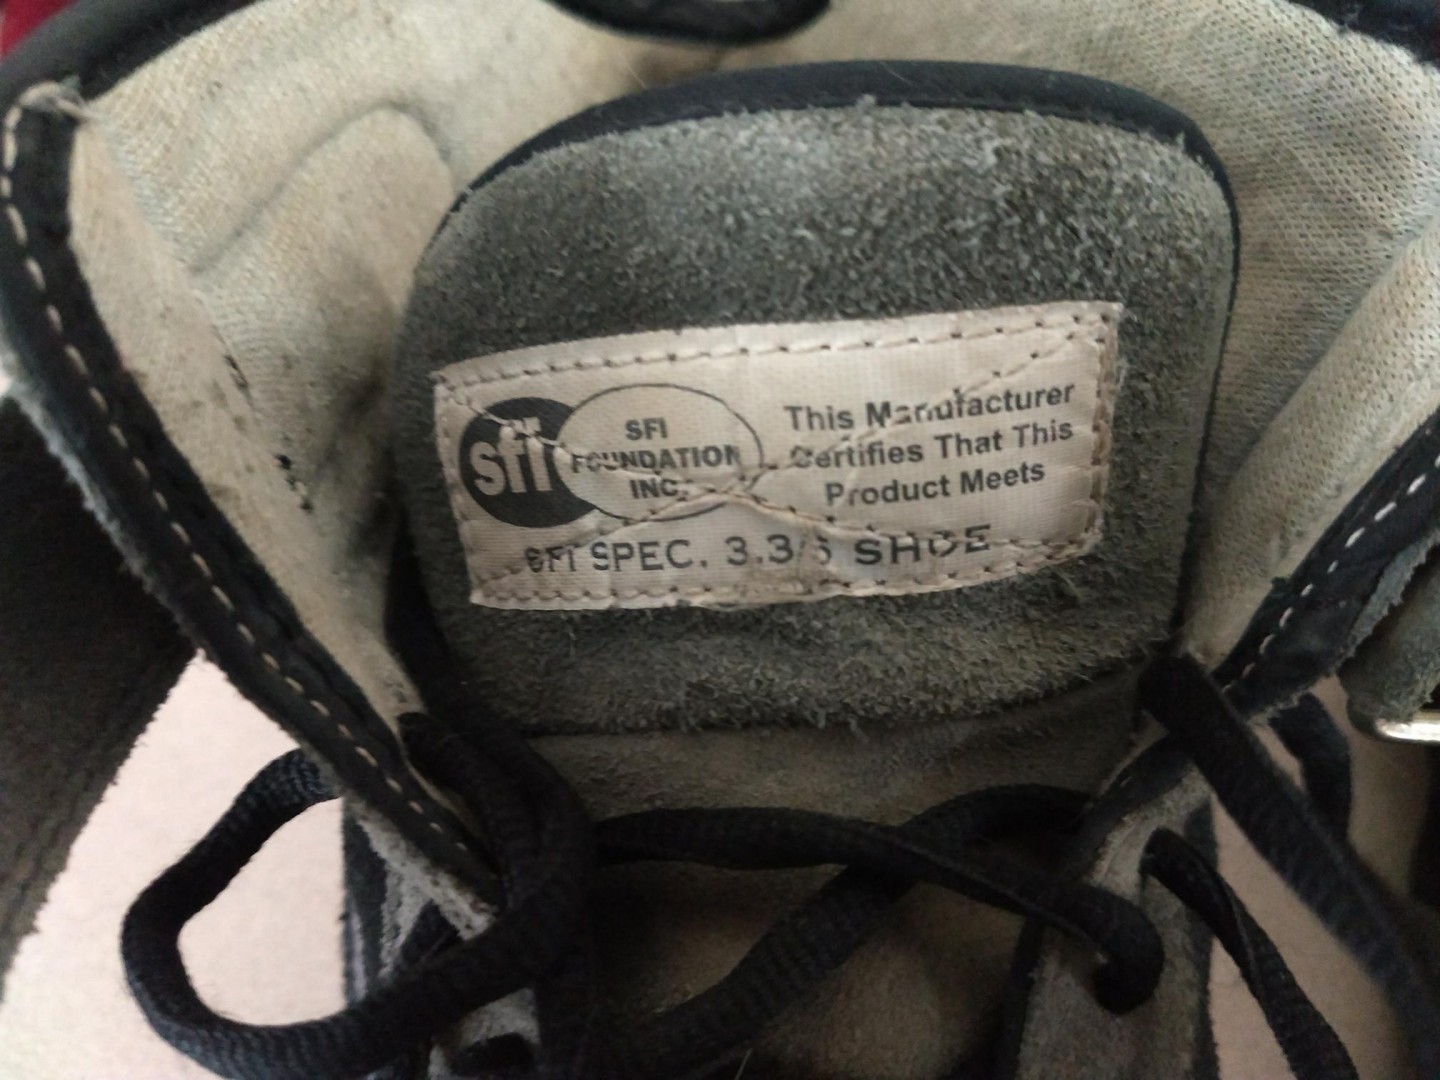 sfi
SFI
FOUNDATION
INC.
This Manufacturer
Certifies That This
Product Meets
SFI SPEC. 3.3/5 SHOE